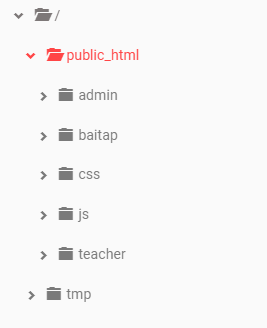 /
public_html
admin
baitap
css
js
teacher
tmp